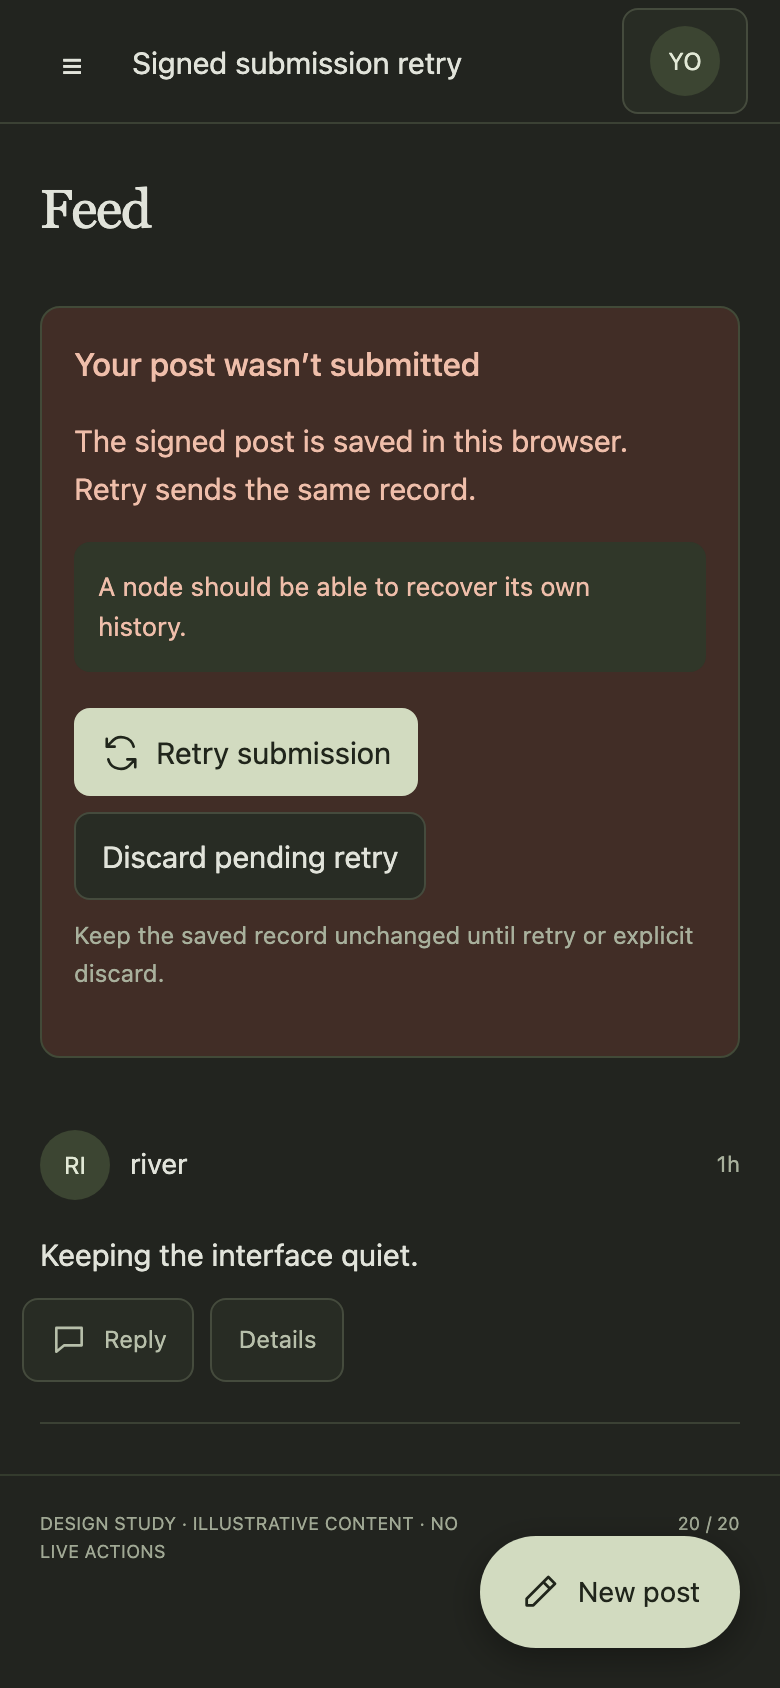 Signed submission retry
YO
Feed
Your post wasn’t submitted
The signed post is saved in this browser.
Retry sends the same record.
A node should be able to recover its own
history.
Retry submission
Discard pending retry
Keep the saved record unchanged until retry or explicit
discard.
RI
river
1h
Keeping the interface quiet.
Reply
Details
DESIGN STUDY · ILLUSTRATIVE CONTENT · NO
LIVE ACTIONS
20 / 20
New post